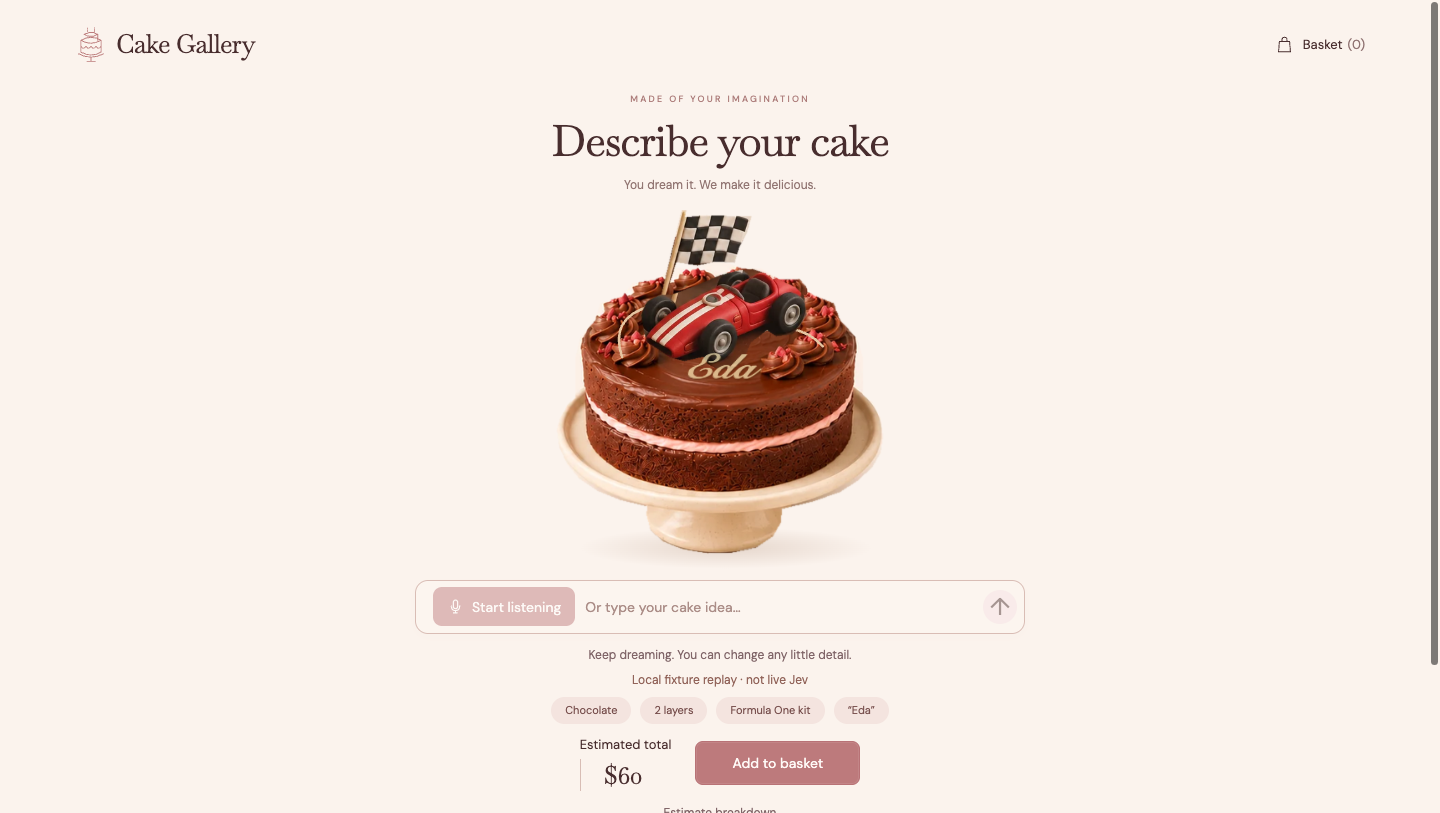 Cake Gallery
Basket (0)
MADE OF YOUR IMAGINATION
Describe your cake
You dream it. We make it delicious.
Eda
Start listening
Or type your cake idea...
Keep dreaming. You can change any little detail.
Local fixture replay · not live Jev
Chocolate
2 layers
Formula One kit
“Eda”
Estimated total
$60
Add to basket
Estimate breakdown